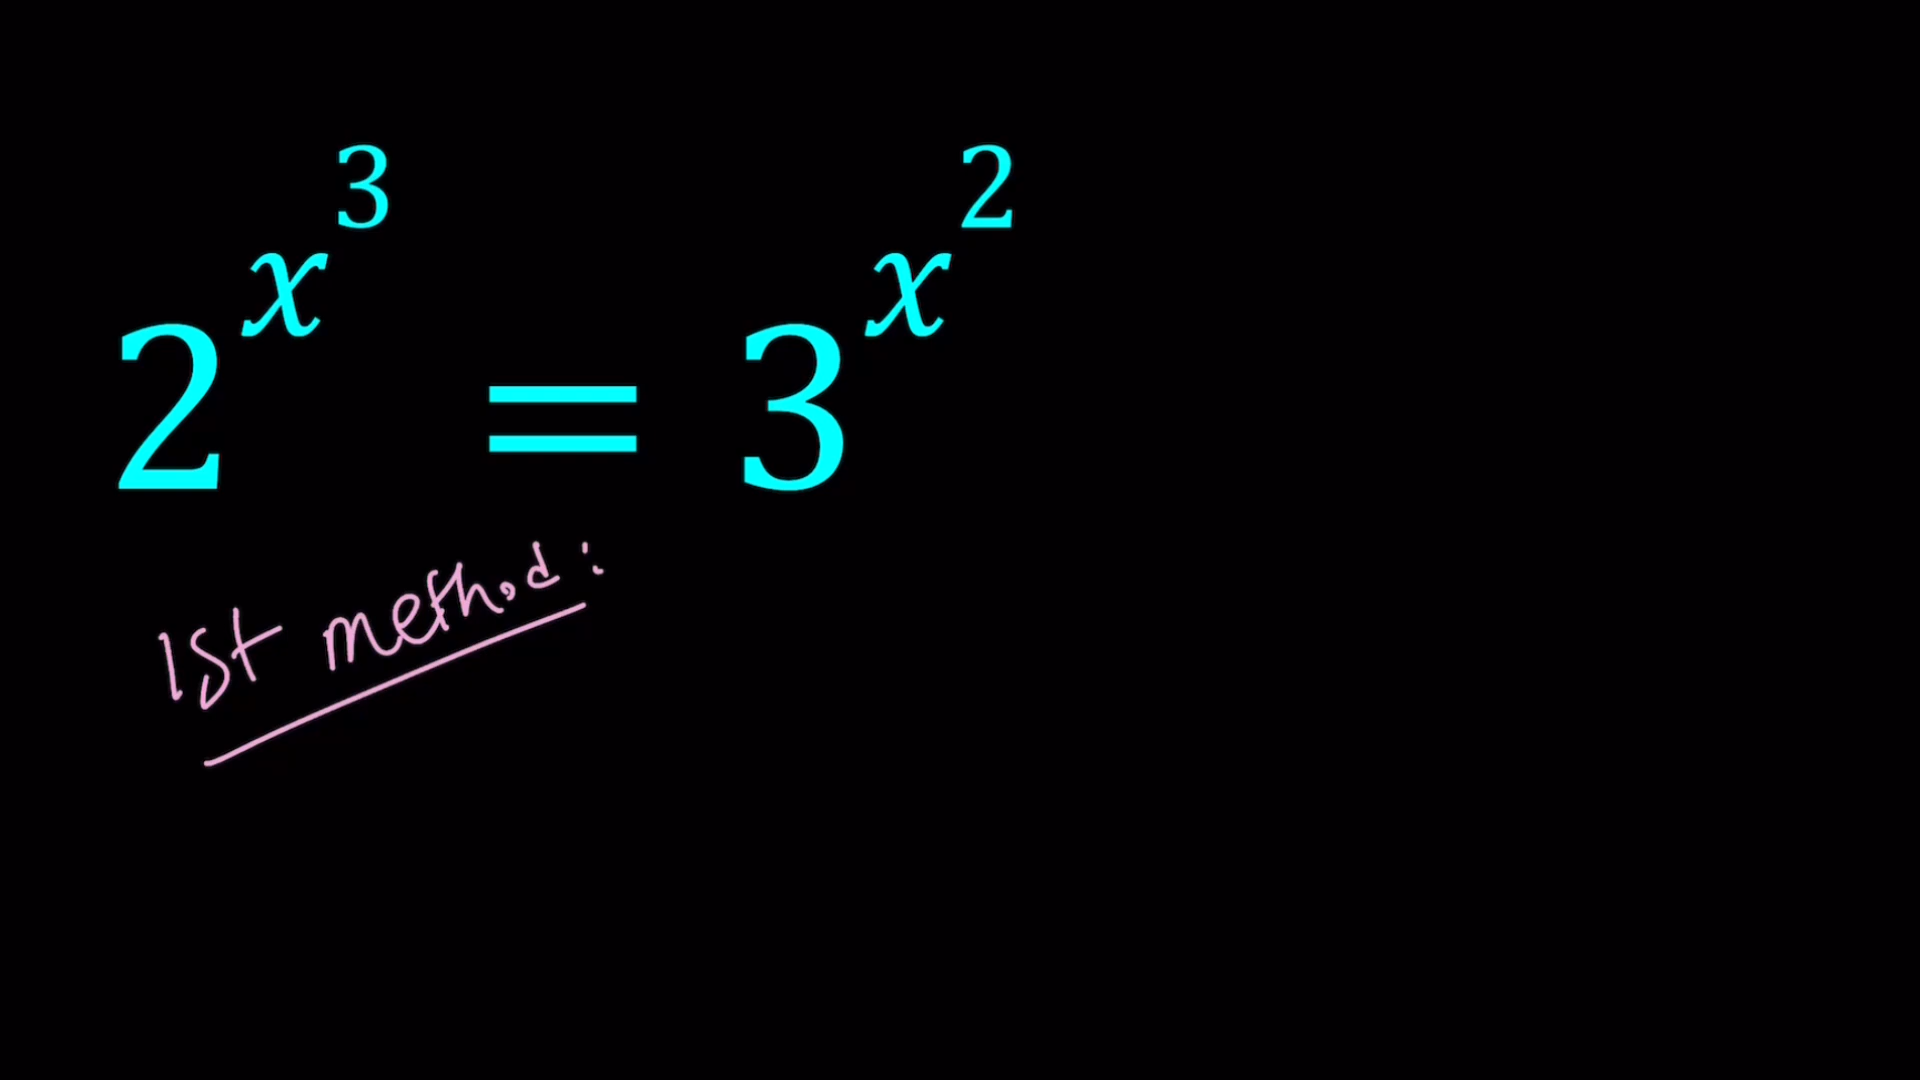 2^{x^3} = 3^{x^2}
1st method: